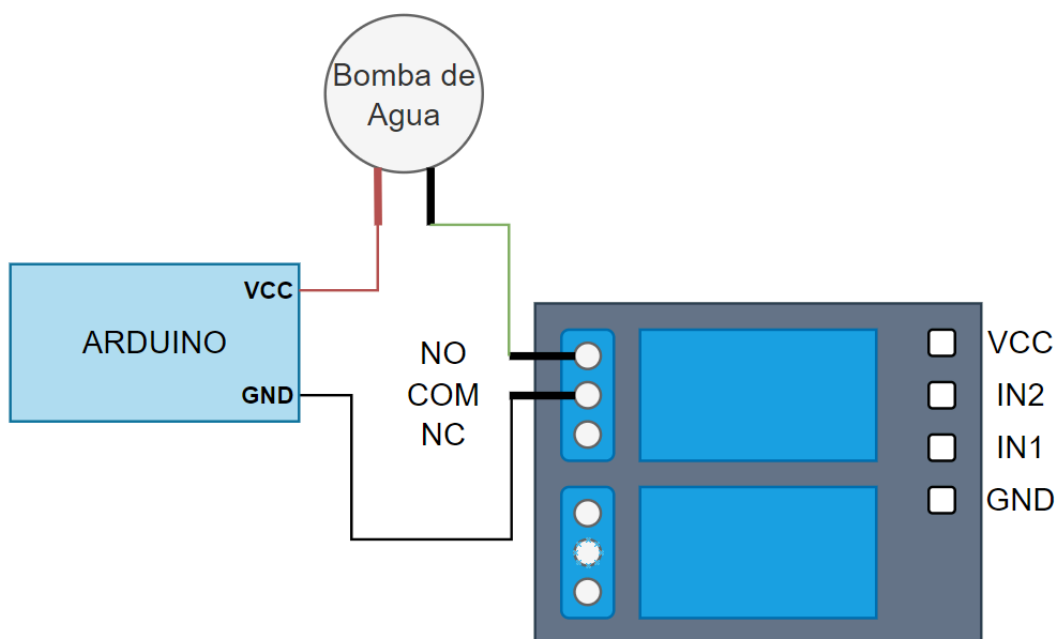 Bomba de
Agua
VCC
ARDUINO
GND
NO
COM
NC
VCC
IN2
IN1
GND